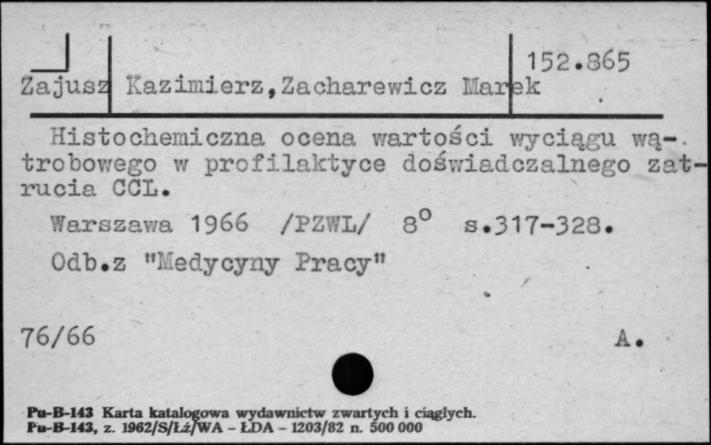 152.865
Zajusz Kazimierz,Zacharewicz Marek
Histochemiczna ocena wartości wyciągu wą-
trobowego w profilaktyce doświadczalnego zat-
rucia CCL.
Warszawa 1966 /PZWL/ 8° s.317-328.
Odb.z "Medycyny Pracy"
76/66 A.
Pu-B-143 Karta katalogowa wydawnictw zwartych i ciągłych.
Pu-B-143, z. 1962/S/Łź/WA - ŁDA - 1203/82 n. 500 000